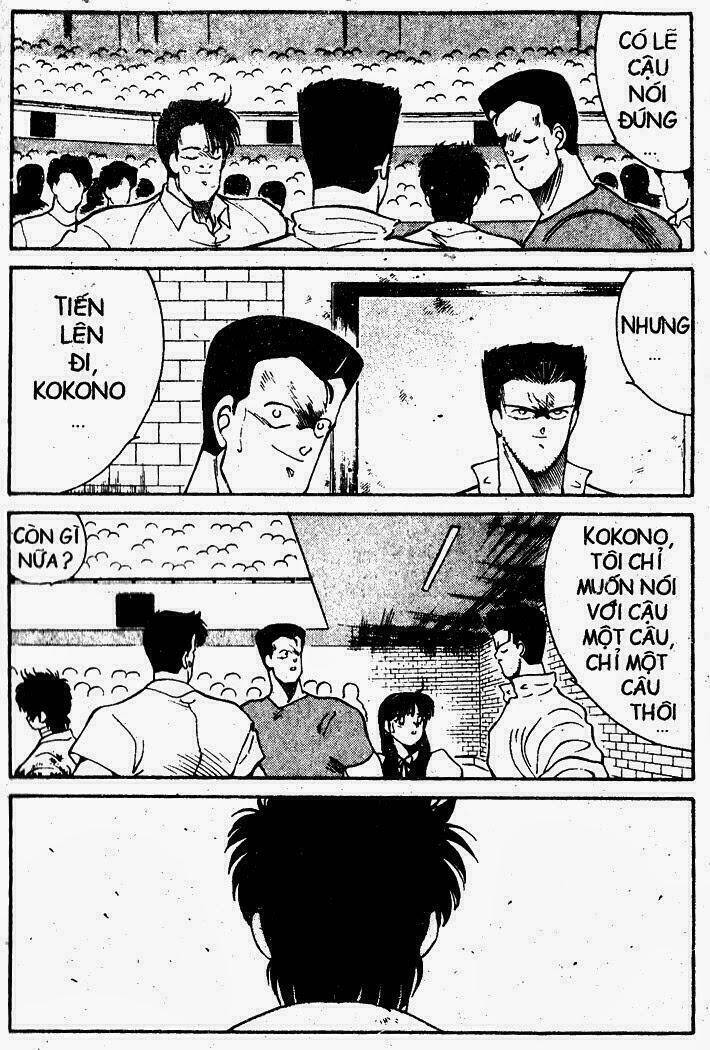 CÓ LẼ
CẬU
NÓI
ĐÚNG
...
TIẾN
LÊN
ĐI,
KOKONO
...
NHƯNG
...
CÒN GÌ
NỮA?
KOKONO,
TÔI CHỈ
MUỐN NÓI
VỚI CẬU
MỘT CÂU,
CHỈ MỘT
CÂU
THÔI
...